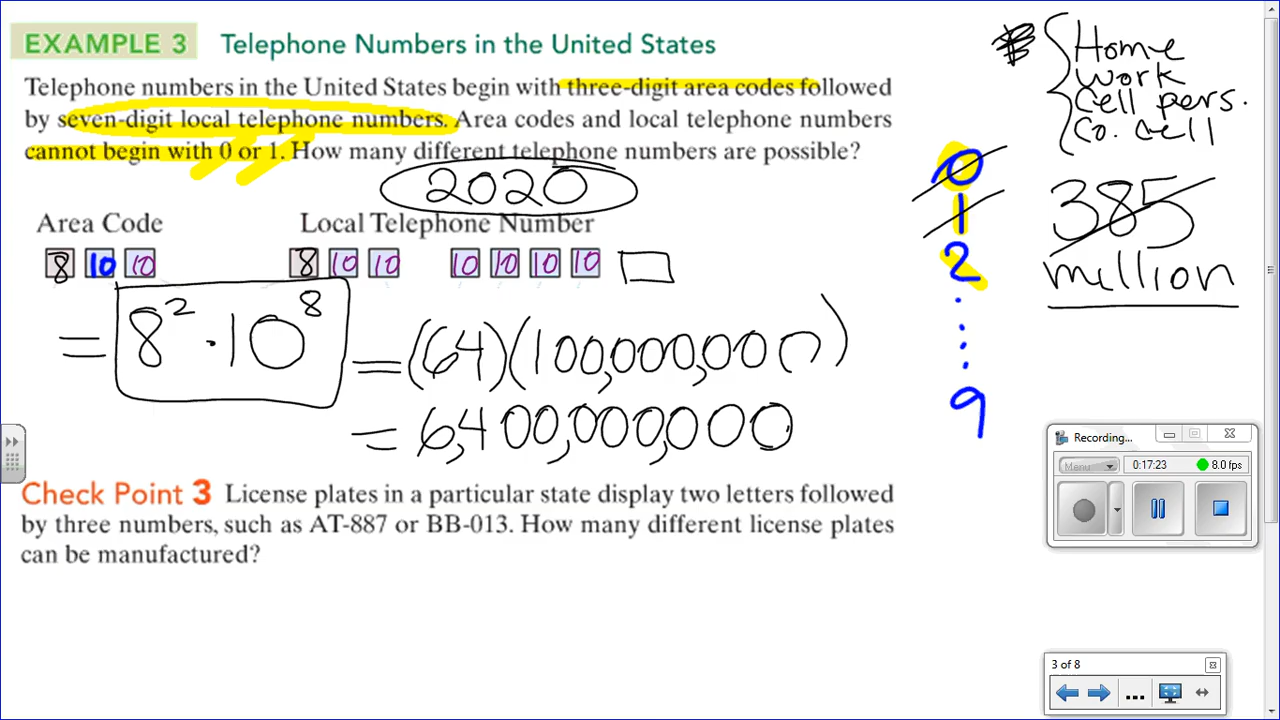 EXAMPLE 3 Telephone Numbers in the United States
Telephone numbers in the United States begin with three-digit area codes followed
by seven-digit local telephone numbers. Area codes and local telephone numbers
cannot begin with 0 or 1. How many different telephone numbers are possible?
2020
Area Code Local Telephone Number
8 10 10 8 10 10 10 10 10 10
= 8² · 10⁸ = (64)(100,000,000)
= 6,400,000,000
Check Point 3 License plates in a particular state display two letters followed
by three numbers, such as AT-887 or BB-013. How many different license plates
can be manufactured?
Home
work
cell pers.
co. cell
0
1
2
9
385
million
Recording...
Menu 0:17:23 8.0 fps
3 of 8
...